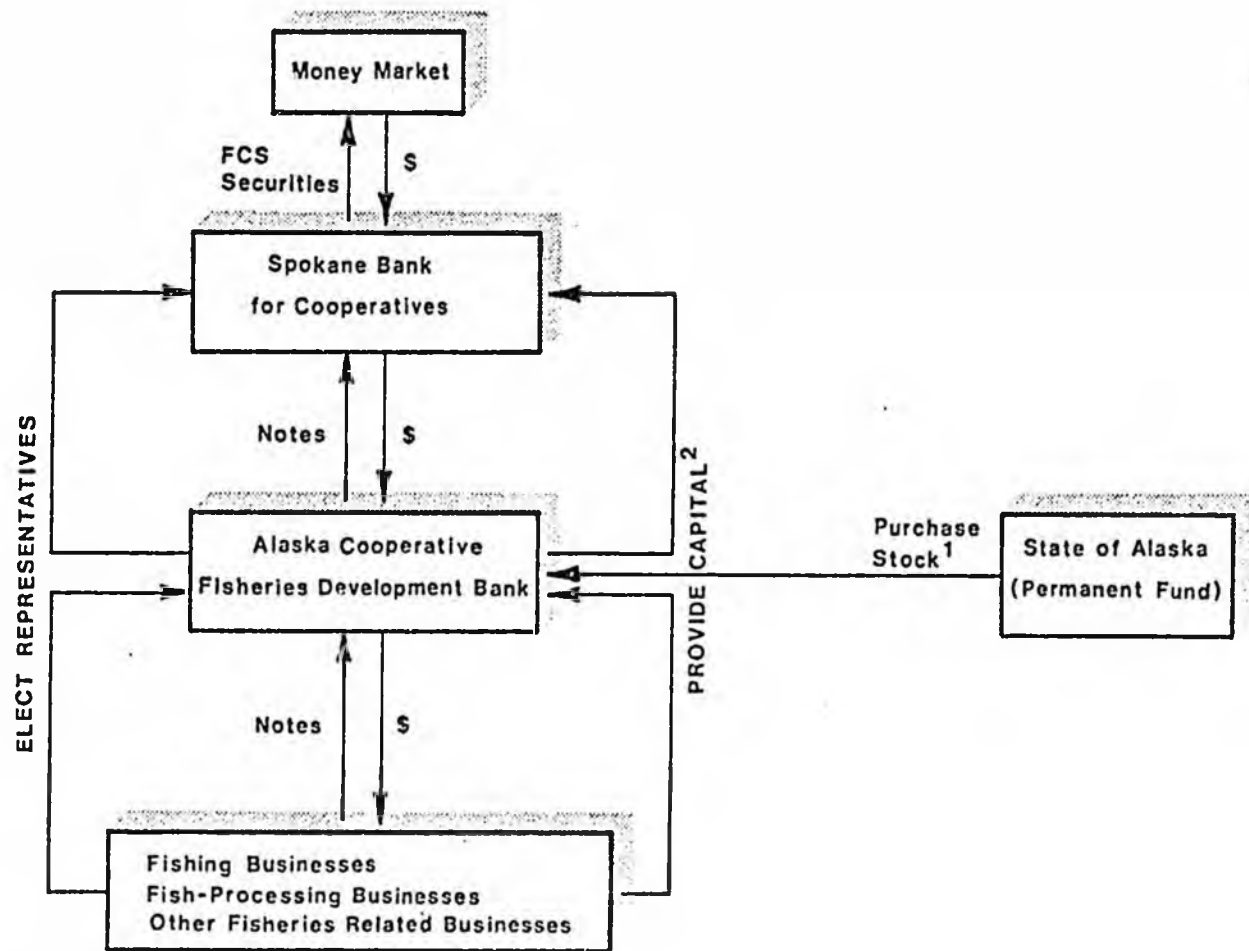 Money Market
FCS
Securities
$
Spokane Bank
for Cooperatives
Notes
$
ELECT REPRESENTATIVES
PROVIDE CAPITAL²
Alaska Cooperative
Fisheries Development Bank
Purchase
Stock¹
State of Alaska
(Permanent Fund)
Notes
$
Fishing Businesses
Fish-Processing Businesses
Other Fisheries Related Businesses